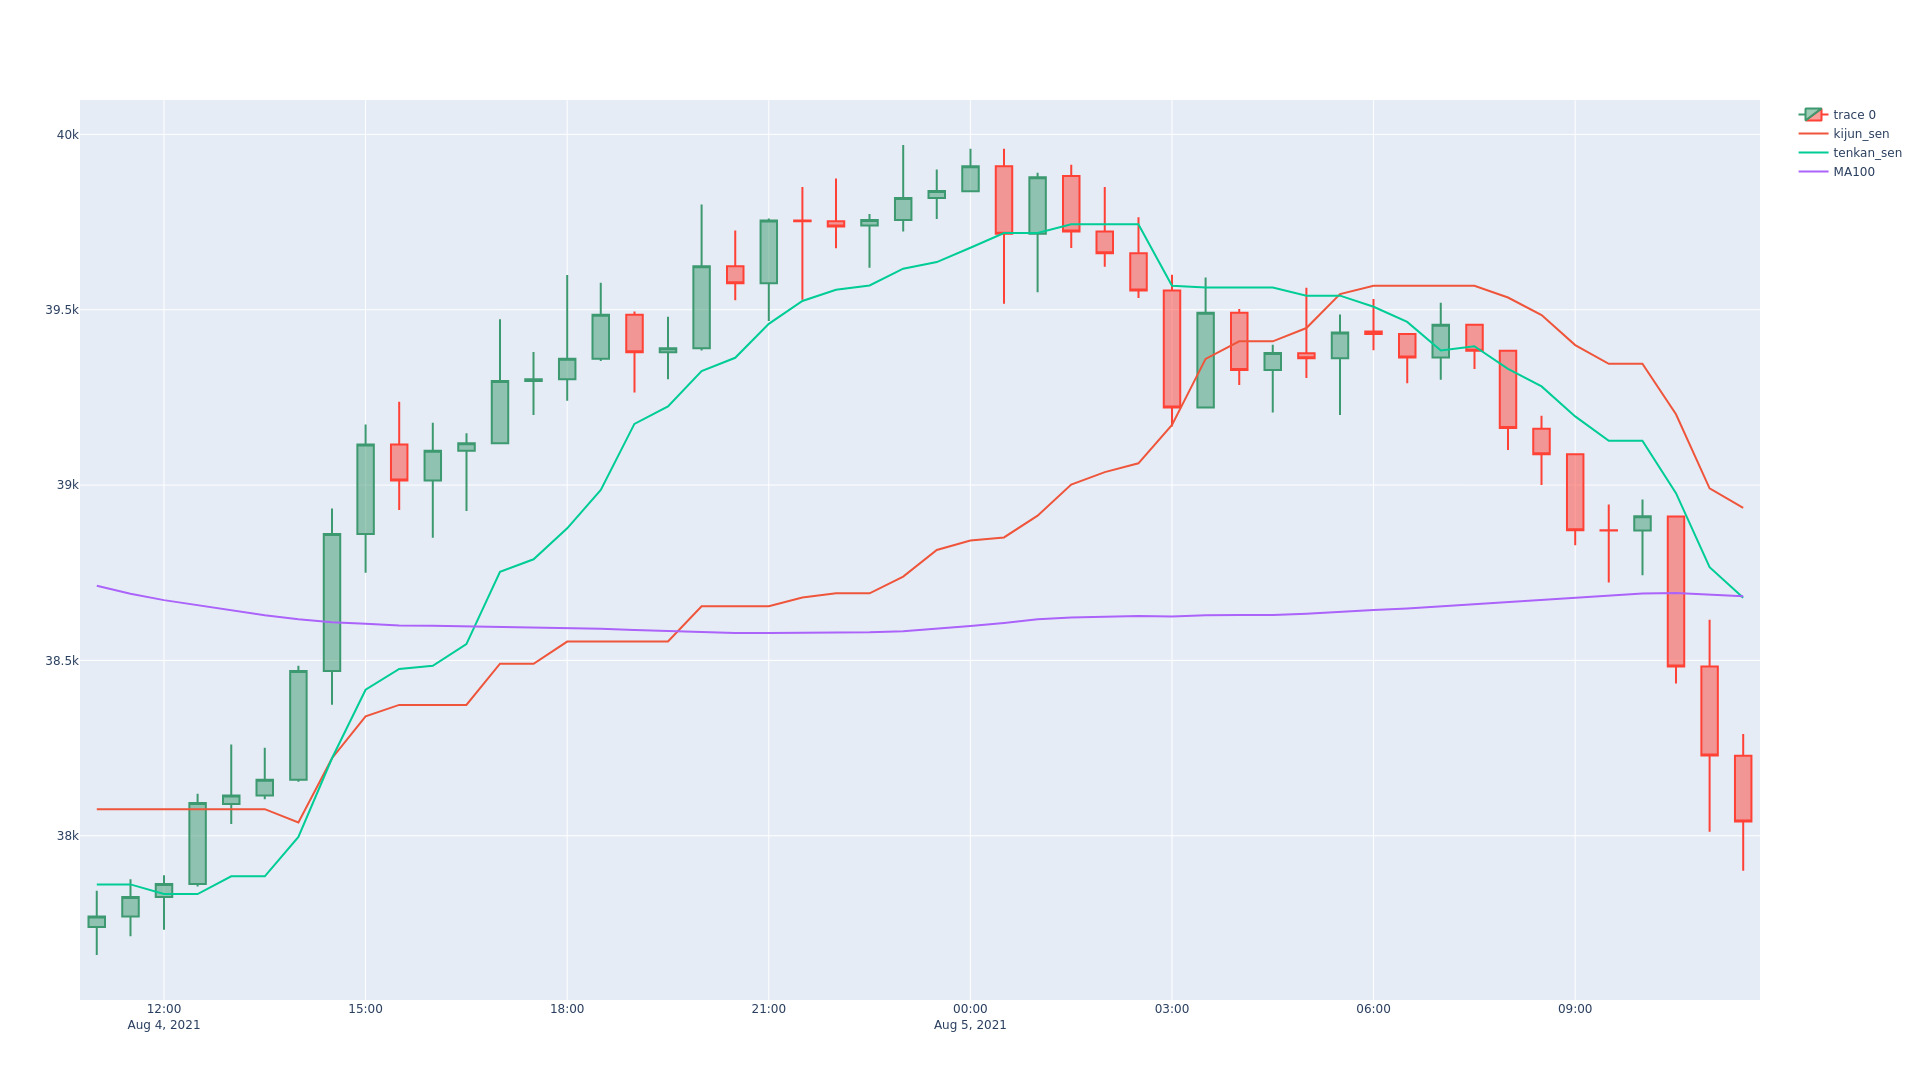 40k
39.5k
39k
38.5k
38k
12:00
Aug 4, 2021
15:00
18:00
21:00
00:00
Aug 5, 2021
03:00
06:00
09:00
trace 0
kijun_sen
tenkan_sen
MA100